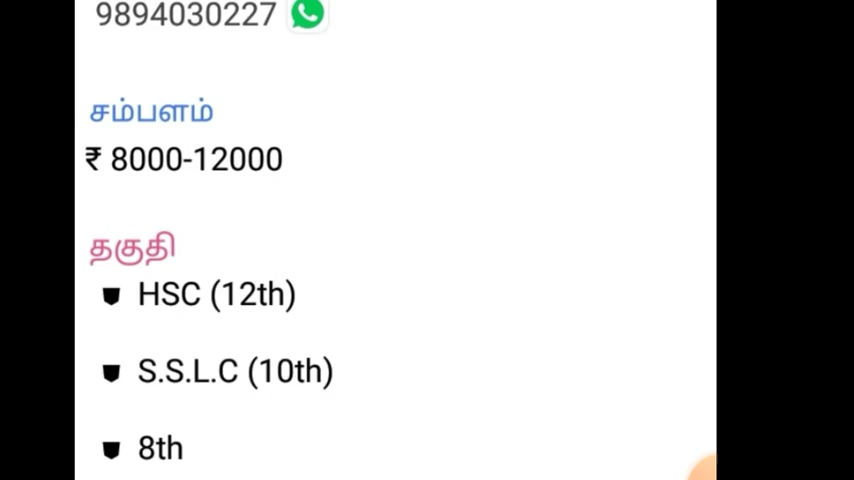 9894030227
சம்பளம்
₹ 8000-12000
தகுதி
HSC (12th)
S.S.L.C (10th)
8th